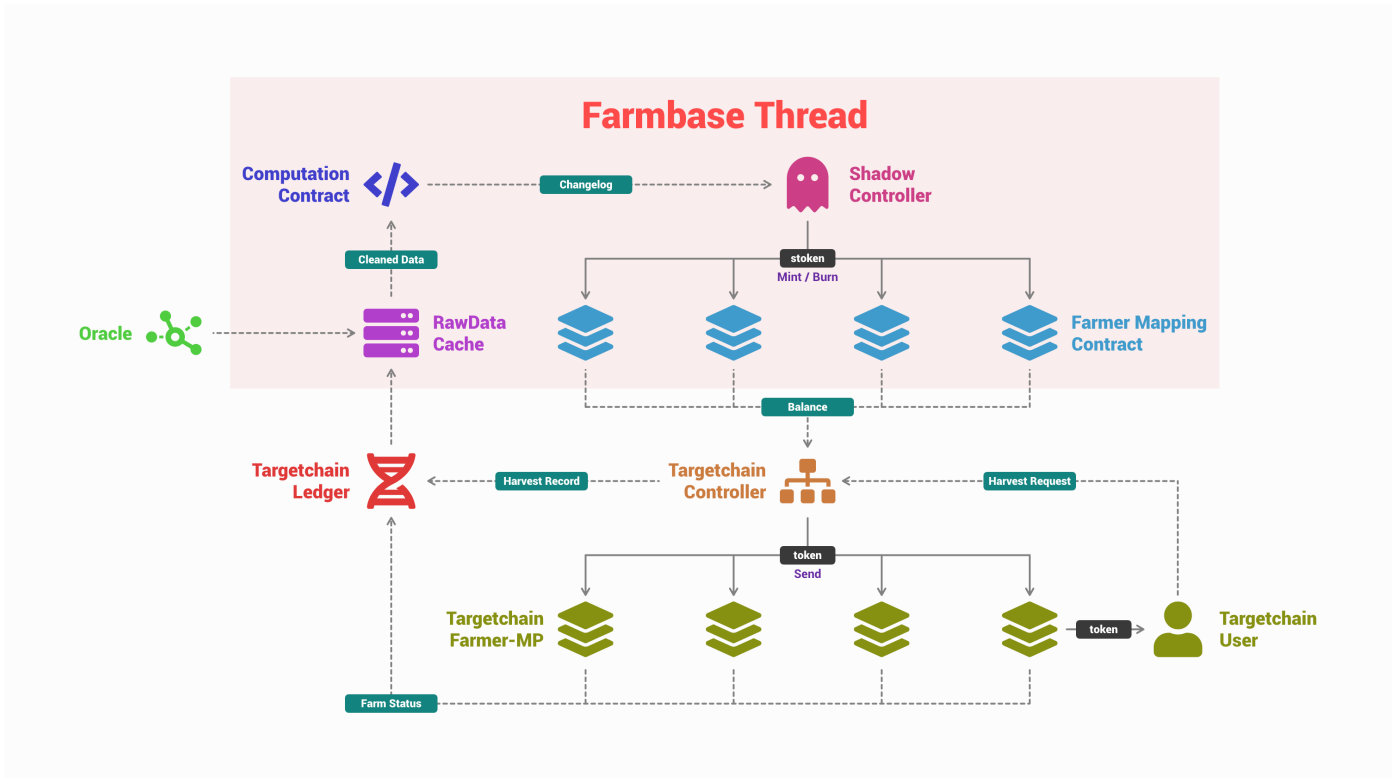 Farmbase Thread
Computation
Contract
Changelog
Shadow
Controller
Cleaned Data
stoken
Mint / Burn
Oracle
RawData
Cache
Farmer Mapping
Contract
Balance
Targetchain
Ledger
Harvest Record
Targetchain
Controller
Harvest Request
token
Send
Targetchain
Farmer-MP
token
Targetchain
User
Farm Status